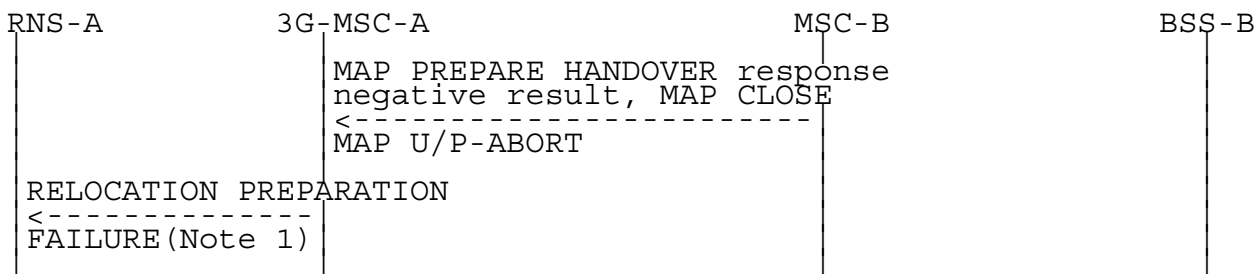 RNS-A 3G-MSC-A MSC-B BSS-B
MAP PREPARE HANDOVER response
negative result, MAP CLOSE
<-------------------------
MAP U/P-ABORT
RELOCATION PREPARATION
<---------------
FAILURE(Note 1)